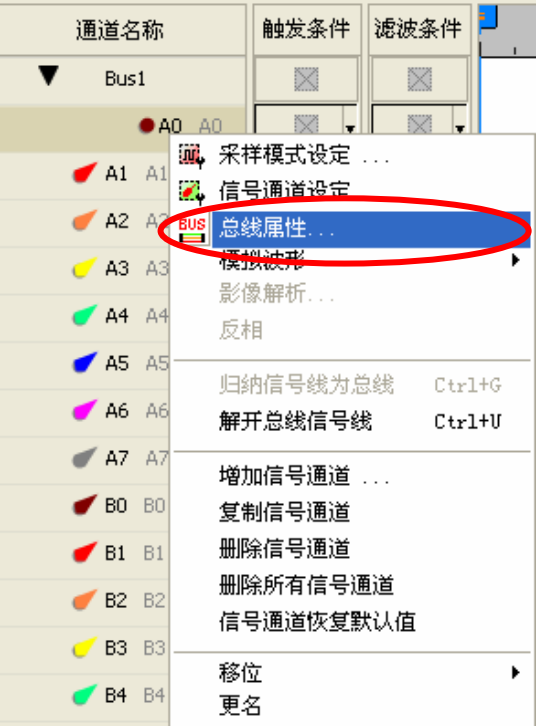 通道名称 触发条件 滤波条件
Bus1
A0 A0
采样模式设定 ...
A1 A1
信号通道设定
A2 A2
BUS 总线属性...
模拟波形
A3 A3
影像解析...
A4 A4
反相
A5 A5
归纳信号线为总线 Ctrl+G
A6 A6
解开总线信号线 Ctrl+U
A7 A7
增加信号通道 ...
B0 B0
复制信号通道
B1 B1
删除信号通道
B2 B2
删除所有信号通道
信号通道恢复默认值
B3 B3
移位
B4 B4
更名